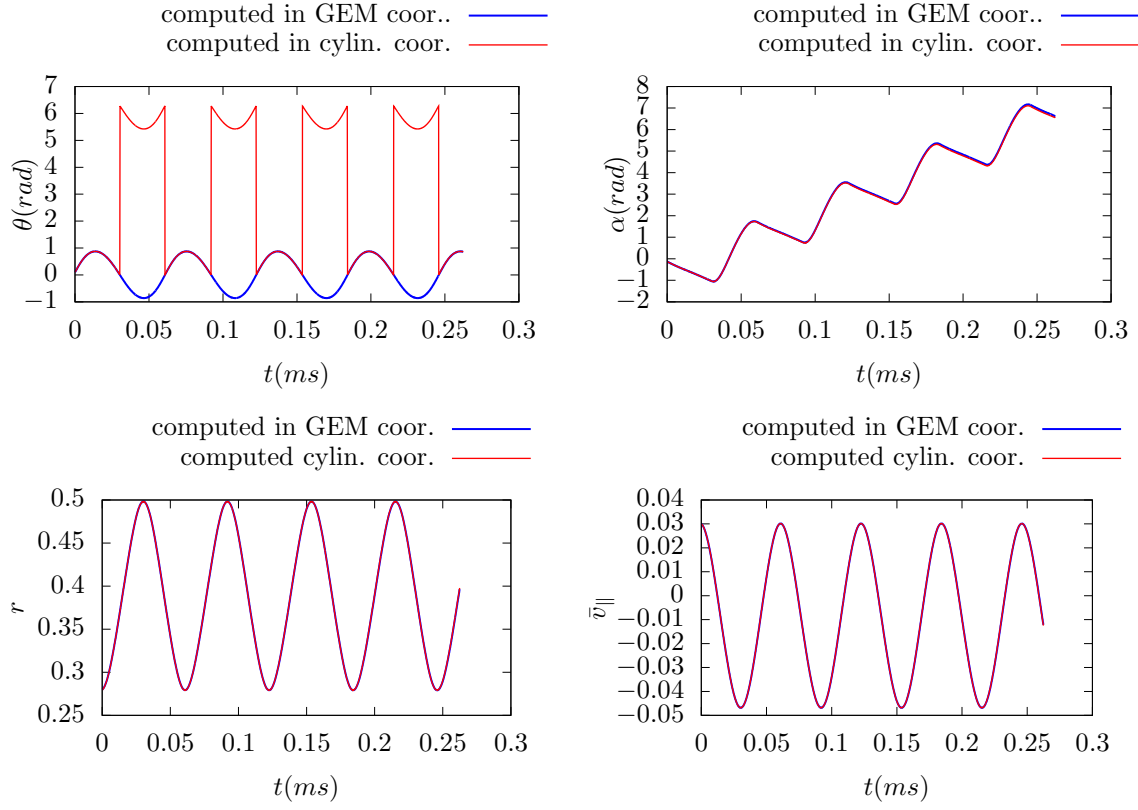 computed in GEM coor..
computed in cylin. coor.
7
6
5
4
3
2
1
0
−1
θ(rad)
0 0.05 0.1 0.15 0.2 0.25 0.3
t(ms)
computed in GEM coor..
computed in cylin. coor.
8
7
6
5
4
3
2
1
0
−1
−2
α(rad)
0 0.05 0.1 0.15 0.2 0.25 0.3
t(ms)
computed in GEM coor.
computed cylin. coor.
0.5
0.45
0.4
0.35
0.3
0.25
r
0 0.05 0.1 0.15 0.2 0.25 0.3
t(ms)
computed in GEM coor.
computed cylin. coor.
0.04
0.03
0.02
0.01
0
−0.01
−0.02
−0.03
−0.04
−0.05
v̄∥
0 0.05 0.1 0.15 0.2 0.25 0.3
t(ms)